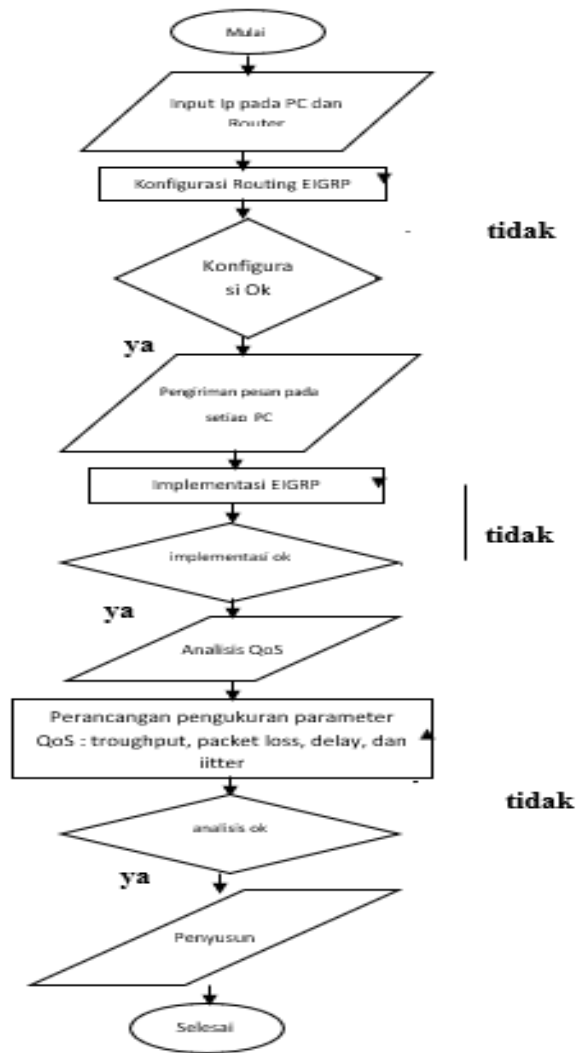 Mulai
Input Ip pada PC dan
Router
Konfigurasi Routing EIGRP
tidak
Konfigura
si Ok
ya
Pengiriman pesan pada
setiap PC
Implementasi EIGRP
tidak
implementasi ok
ya
Analisis QoS
Perancangan pengukuran parameter
QoS : troughput, packet loss, delay, dan
jitter
tidak
analisis ok
ya
Penyusun
Selesai